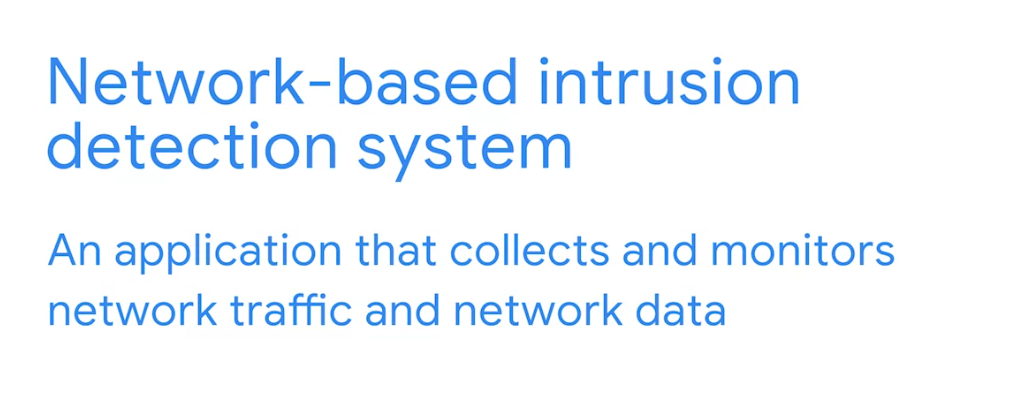 Network-based intrusion
detection system
An application that collects and monitors
network traffic and network data